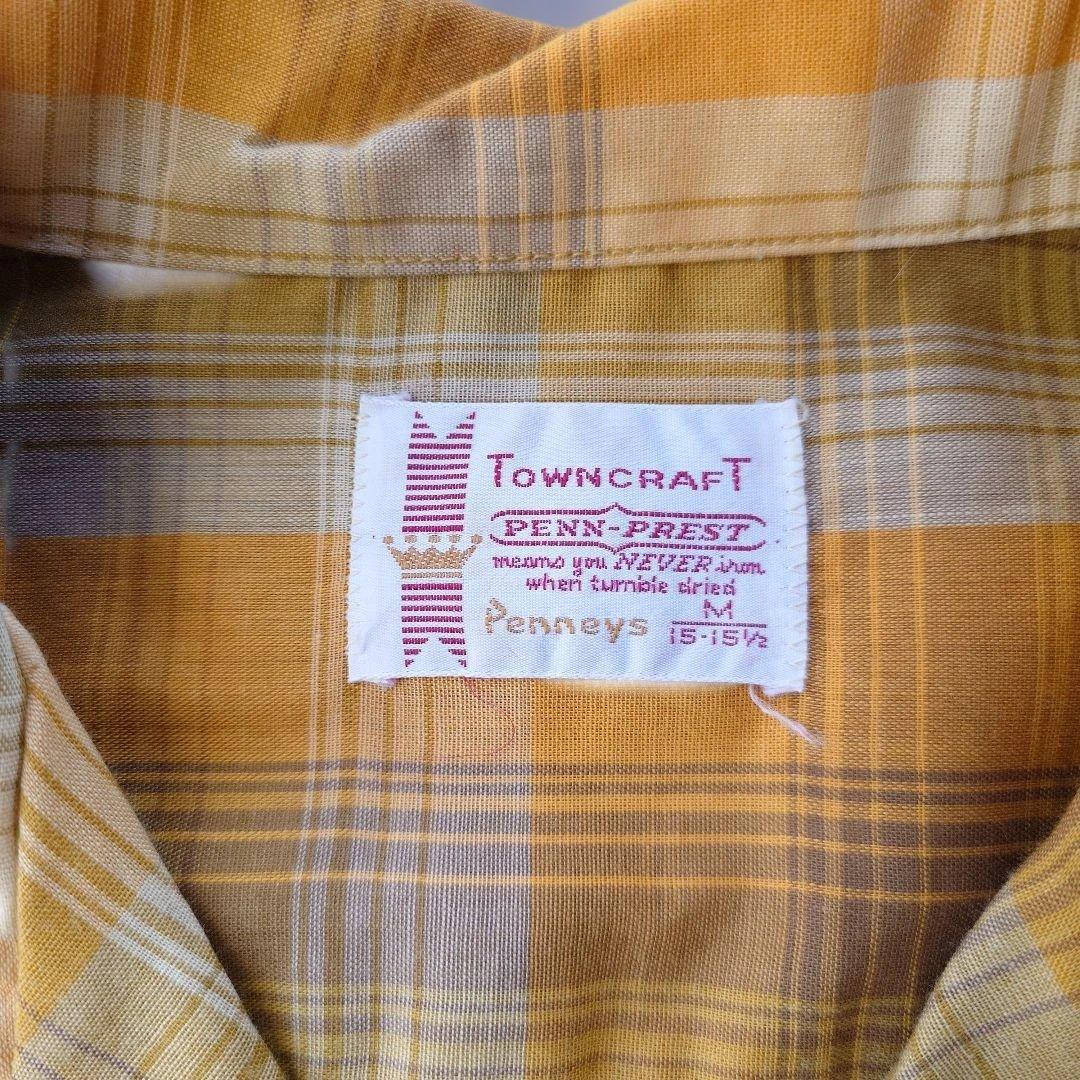 TOWNCRAFT
PENN-PREST
means you NEVER iron
when tumble dried
Penneys
M
15-15½